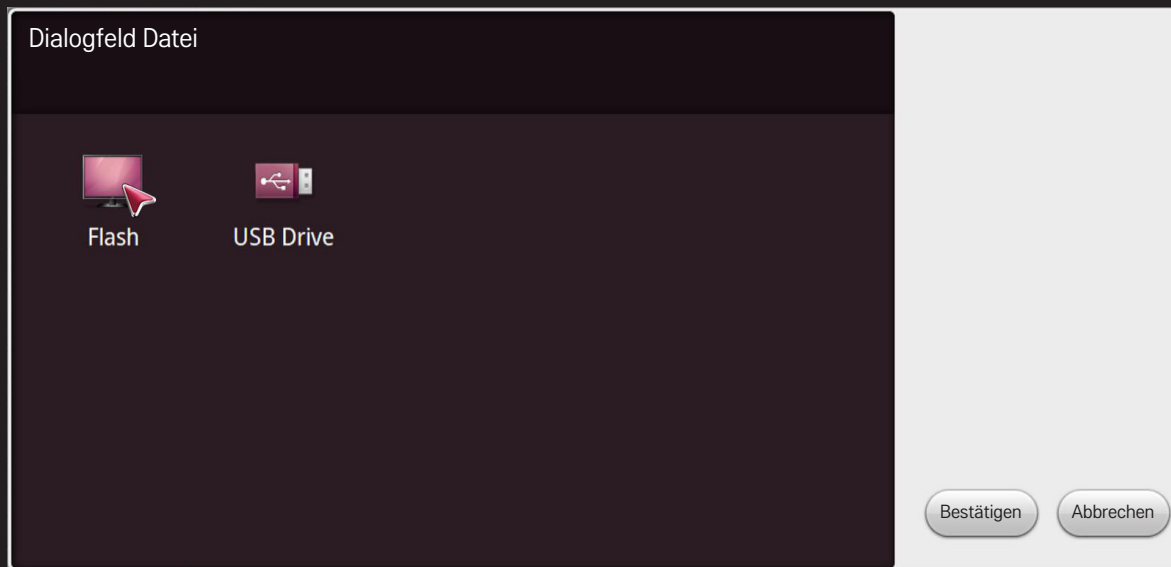 Dialogfeld Datei
Flash
USB Drive
Bestätigen
Abbrechen